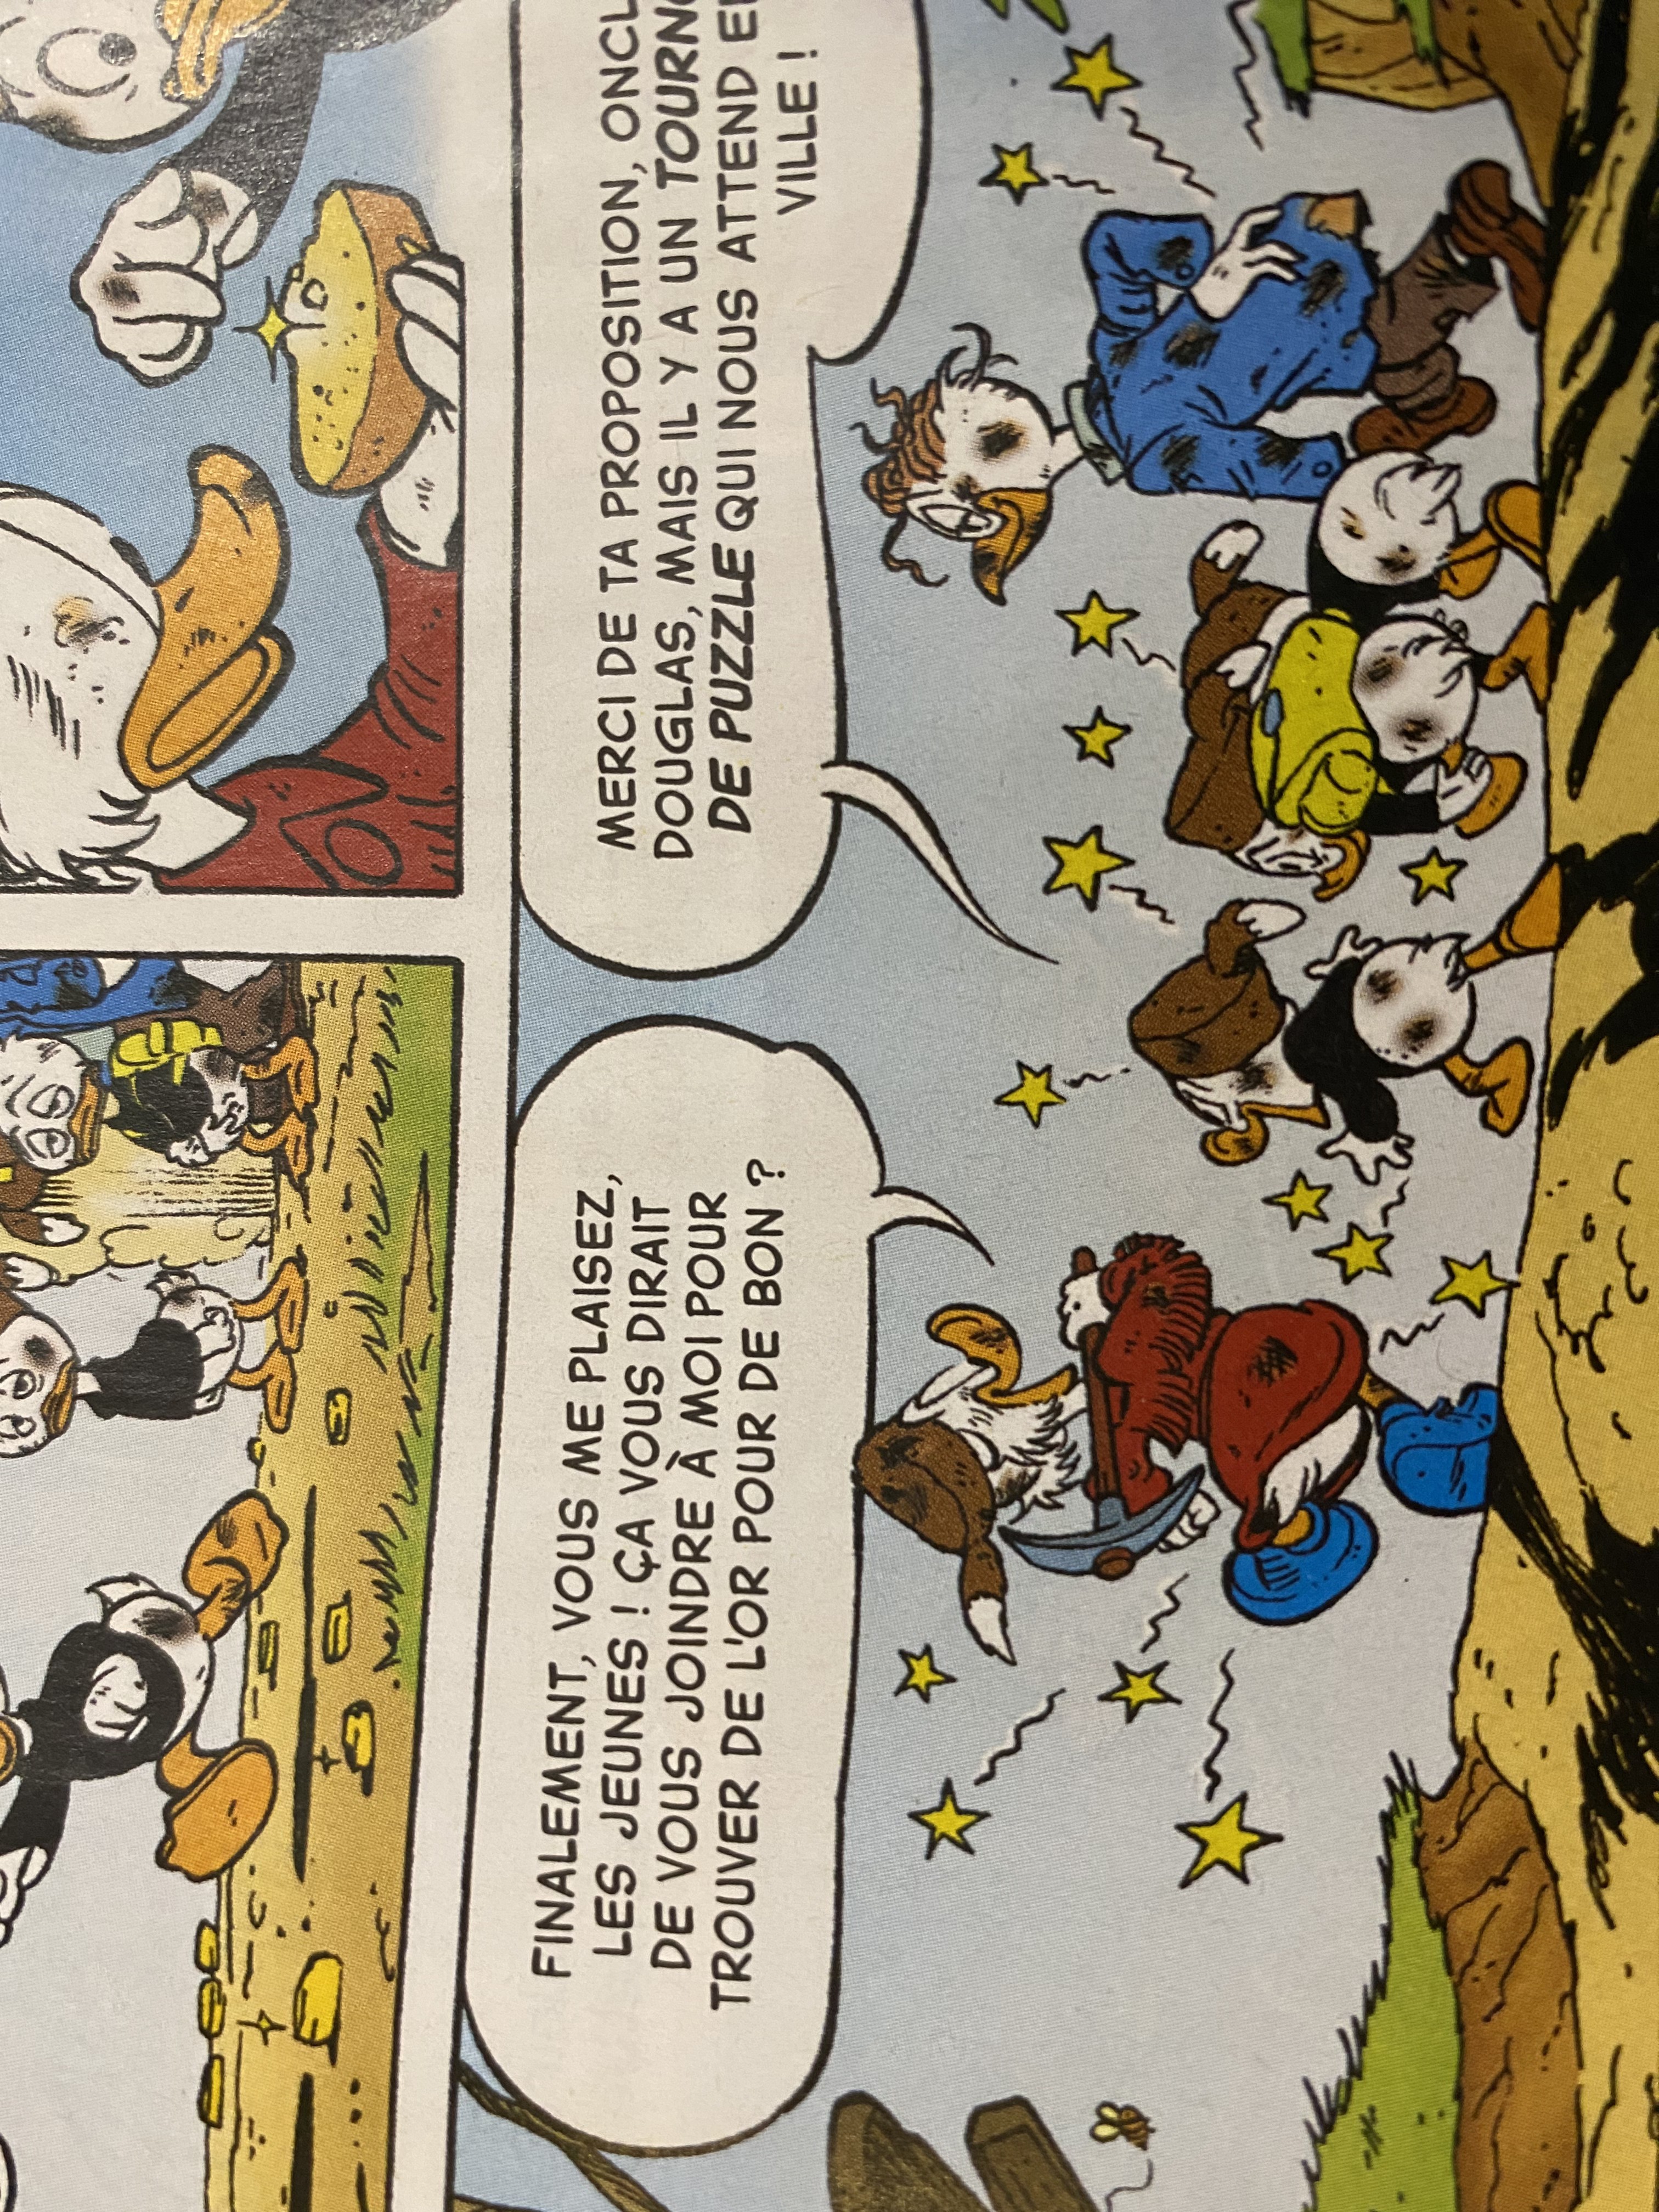 FINALEMENT, VOUS ME PLAISEZ,
LES JEUNES ! ÇA VOUS DIRAIT
DE VOUS JOINDRE À MOI POUR
TROUVER DE L'OR POUR DE BON ?
MERCI DE TA PROPOSITION,
DOUGLAS, MAIS IL Y A UN
DE PUZZLE QUI NOUS ATTEND
VILLE !